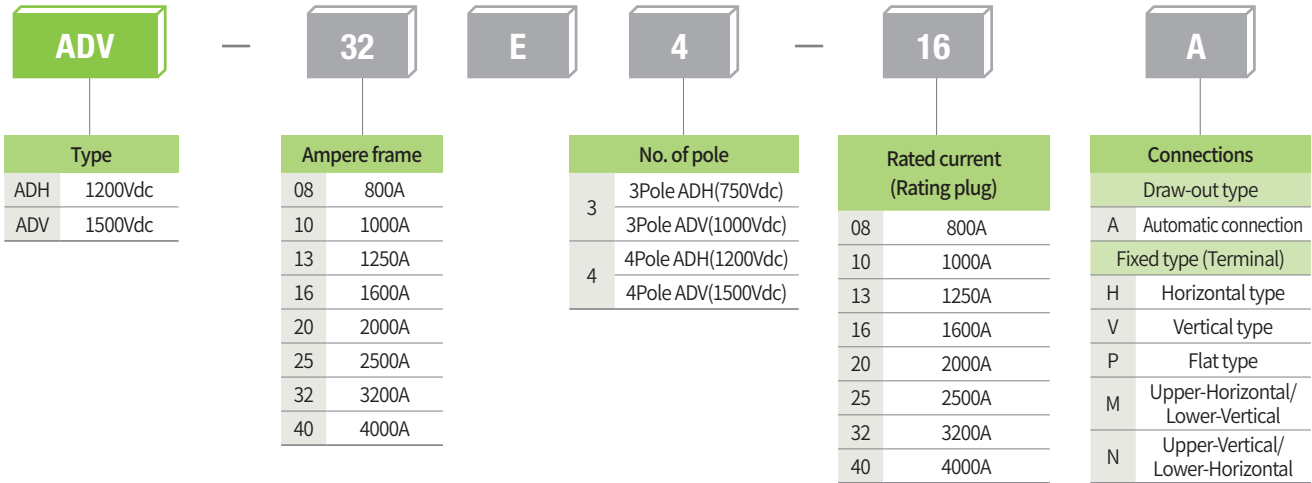 ADV — 32 E 4 — 16 A
Type
ADH 1200Vdc
ADV 1500Vdc
Ampere frame
08 800A
10 1000A
13 1250A
16 1600A
20 2000A
25 2500A
32 3200A
40 4000A
No. of pole
3
3Pole ADH(750Vdc)
3Pole ADV(1000Vdc)
4
4Pole ADH(1200Vdc)
4Pole ADV(1500Vdc)
Rated current
(Rating plug)
08 800A
10 1000A
13 1250A
16 1600A
20 2000A
25 2500A
32 3200A
40 4000A
Connections
Draw-out type
A Automatic connection
Fixed type (Terminal)
H Horizontal type
V Vertical type
P Flat type
M Upper-Horizontal/
Lower-Vertical
N Upper-Vertical/
Lower-Horizontal